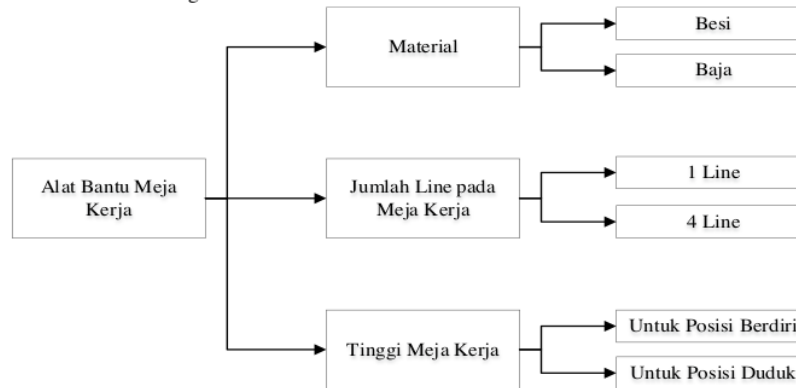 Material
Besi
Baja
Alat Bantu Meja
Kerja
Jumlah Line pada
Meja Kerja
1 Line
4 Line
Tinggi Meja Kerja
Untuk Posisi Berdiri
Untuk Posisi Duduk